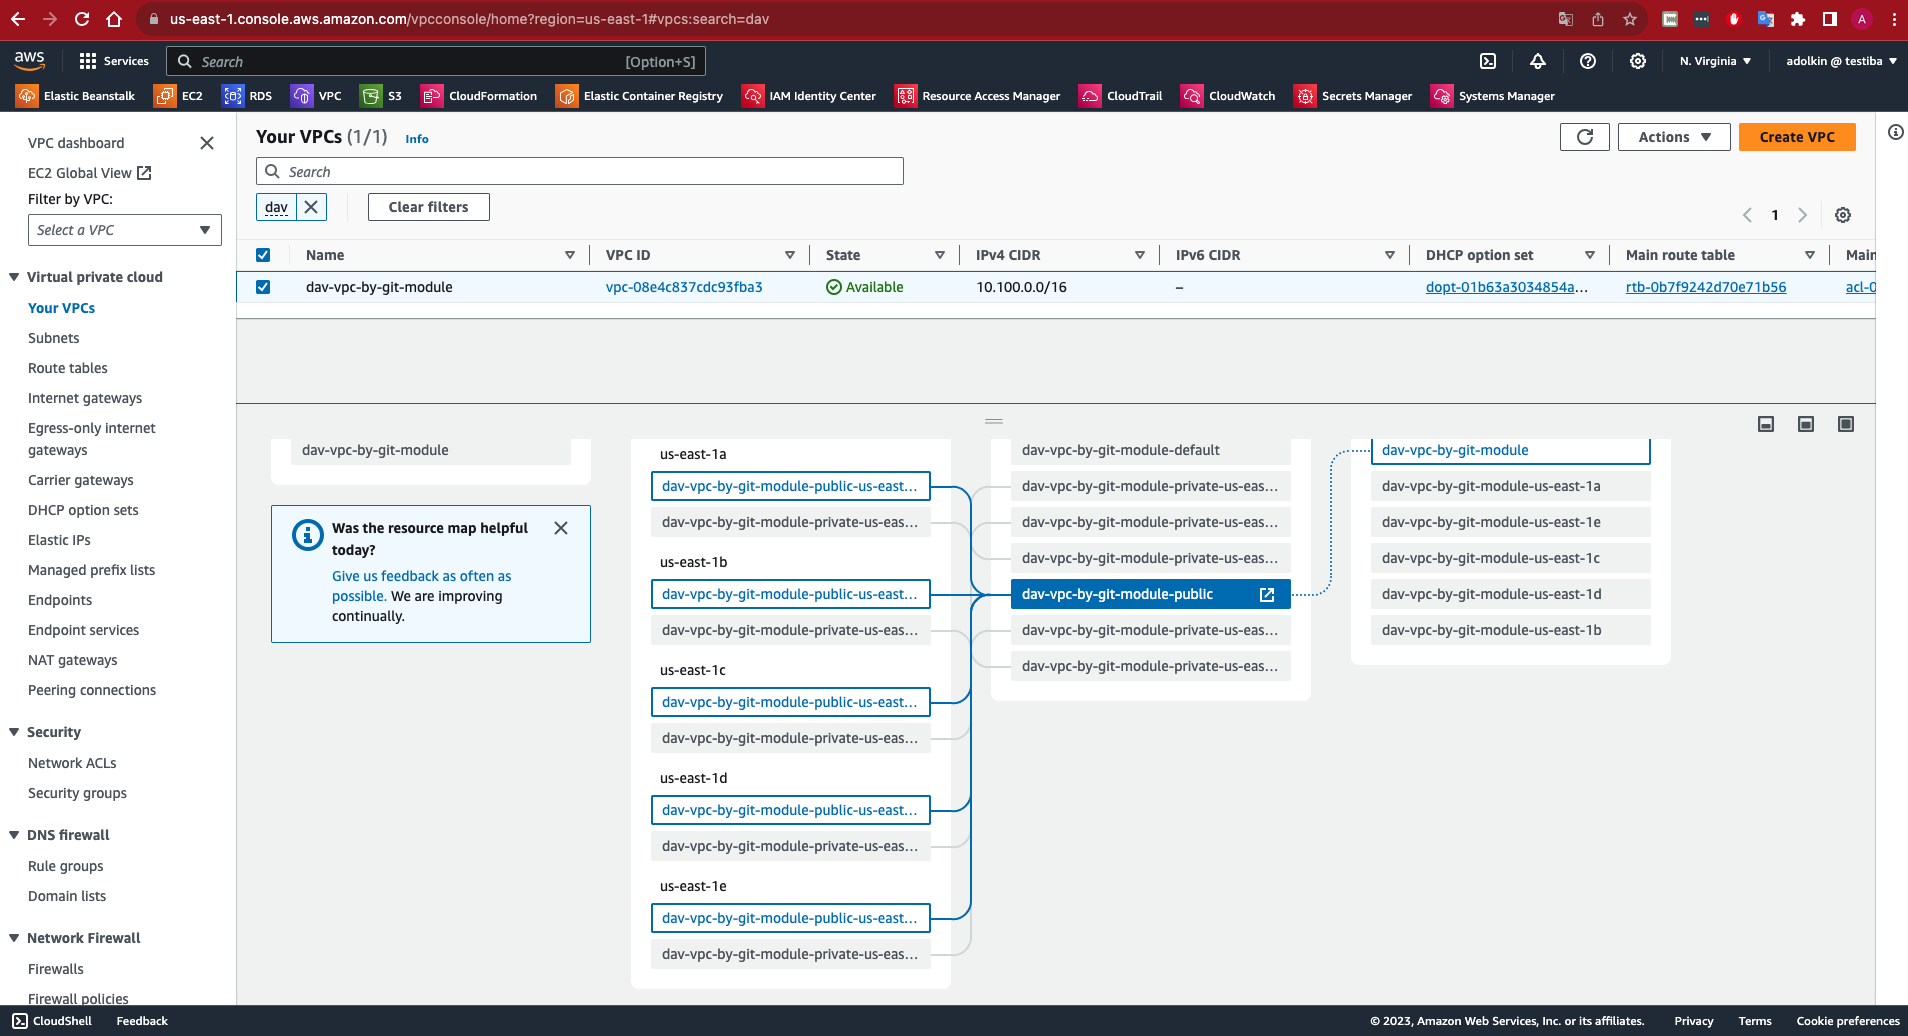 us-east-1.console.aws.amazon.com/vpcconsole/home?region=us-east-1#vpcs:search=dav
A
aws
Services
Search
[Option+S]
N. Virginia
adolkin @ testiba
Elastic Beanstalk
EC2
RDS
VPC
S3
CloudFormation
Elastic Container Registry
IAM Identity Center
Resource Access Manager
CloudTrail
CloudWatch
Secrets Manager
Systems Manager
VPC dashboard
EC2 Global View
Filter by VPC:
Select a VPC
Virtual private cloud
Your VPCs
Subnets
Route tables
Internet gateways
Egress-only internet
gateways
Carrier gateways
DHCP option sets
Elastic IPs
Managed prefix lists
Endpoints
Endpoint services
NAT gateways
Peering connections
Security
Network ACLs
Security groups
DNS firewall
Rule groups
Domain lists
Network Firewall
Firewalls
Firewall policies
Your VPCs (1/1)
Info
Actions
Create VPC
Search
dav
Clear filters
1
Name
VPC ID
State
IPv4 CIDR
IPv6 CIDR
DHCP option set
Main route table
Main
dav-vpc-by-git-module
vpc-08e4c837cdc93fba3
Available
10.100.0.0/16
–
dopt-01b63a3034854a...
rtb-0b7f9242d70e71b56
acl-0
dav-vpc-by-git-module
Was the resource map helpful
today?
Give us feedback as often as
possible. We are improving
continually.
us-east-1a
dav-vpc-by-git-module-public-us-east...
dav-vpc-by-git-module-private-us-eas...
us-east-1b
dav-vpc-by-git-module-public-us-east...
dav-vpc-by-git-module-private-us-eas...
us-east-1c
dav-vpc-by-git-module-public-us-east...
dav-vpc-by-git-module-private-us-eas...
us-east-1d
dav-vpc-by-git-module-public-us-east...
dav-vpc-by-git-module-private-us-eas...
us-east-1e
dav-vpc-by-git-module-public-us-east...
dav-vpc-by-git-module-private-us-eas...
dav-vpc-by-git-module-default
dav-vpc-by-git-module-private-us-eas...
dav-vpc-by-git-module-private-us-eas...
dav-vpc-by-git-module-private-us-eas...
dav-vpc-by-git-module-public
dav-vpc-by-git-module-private-us-eas...
dav-vpc-by-git-module-private-us-eas...
dav-vpc-by-git-module
dav-vpc-by-git-module-us-east-1a
dav-vpc-by-git-module-us-east-1e
dav-vpc-by-git-module-us-east-1c
dav-vpc-by-git-module-us-east-1d
dav-vpc-by-git-module-us-east-1b
CloudShell
Feedback
© 2023, Amazon Web Services, Inc. or its affiliates.
Privacy
Terms
Cookie preferences